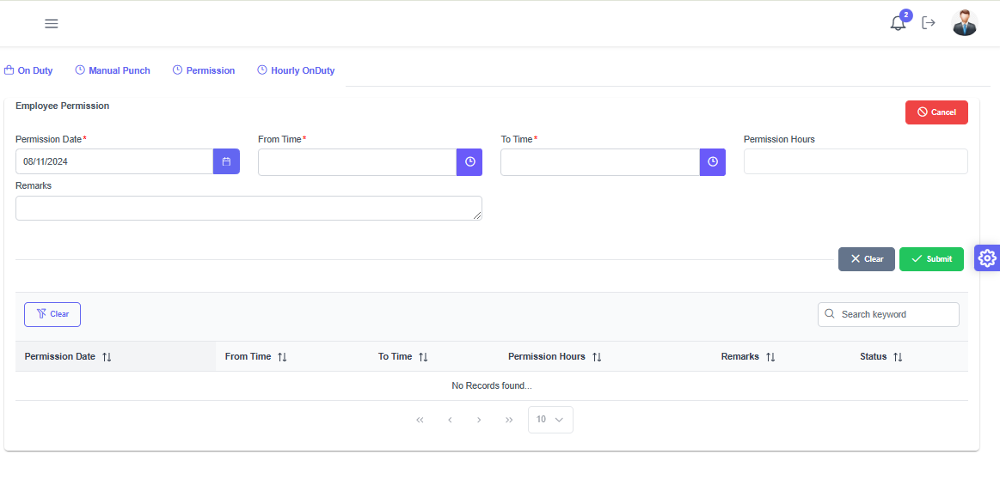 2
On Duty Manual Punch Permission Hourly OnDuty
Employee Permission
Cancel
Permission Date* From Time* To Time* Permission Hours
08/11/2024
Remarks
Clear Submit
Clear Search keyword
Permission Date From Time To Time Permission Hours Remarks Status
No Records found...
10